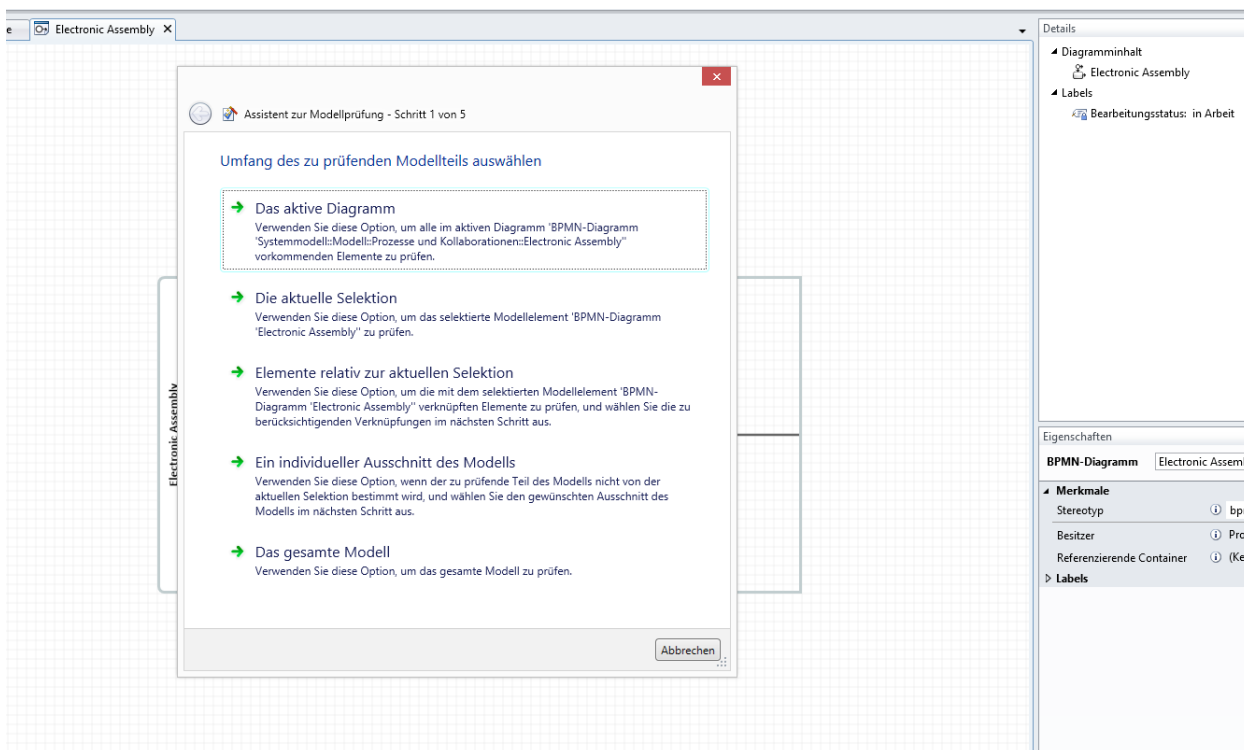 e
Electronic Assembly
Assistent zur Modellprüfung - Schritt 1 von 5
Umfang des zu prüfenden Modellteils auswählen
Das aktive Diagramm
Verwenden Sie diese Option, um alle im aktiven Diagramm 'BPMN-Diagramm
'Systemmodell::Modell::Prozesse und Kollaborationen::Electronic Assembly''
vorkommenden Elemente zu prüfen.
Die aktuelle Selektion
Verwenden Sie diese Option, um das selektierte Modellelement 'BPMN-Diagramm
'Electronic Assembly'' zu prüfen.
Elemente relativ zur aktuellen Selektion
Verwenden Sie diese Option, um die mit dem selektierten Modellelement 'BPMN-
Diagramm 'Electronic Assembly'' verknüpften Elemente zu prüfen, und wählen Sie die zu
berücksichtigenden Verknüpfungen im nächsten Schritt aus.
Ein individueller Ausschnitt des Modells
Verwenden Sie diese Option, wenn der zu prüfende Teil des Modells nicht von der
aktuellen Selektion bestimmt wird, und wählen Sie den gewünschten Ausschnitt des
Modells im nächsten Schritt aus.
Das gesamte Modell
Verwenden Sie diese Option, um das gesamte Modell zu prüfen.
Abbrechen
Electronic Assembly
Details
Diagramminhalt
Electronic Assembly
Labels
Bearbeitungsstatus: in Arbeit
Eigenschaften
BPMN-Diagramm Electronic Assemb
Merkmale
Stereotyp bp
Besitzer Pro
Referenzierende Container (Ke
Labels